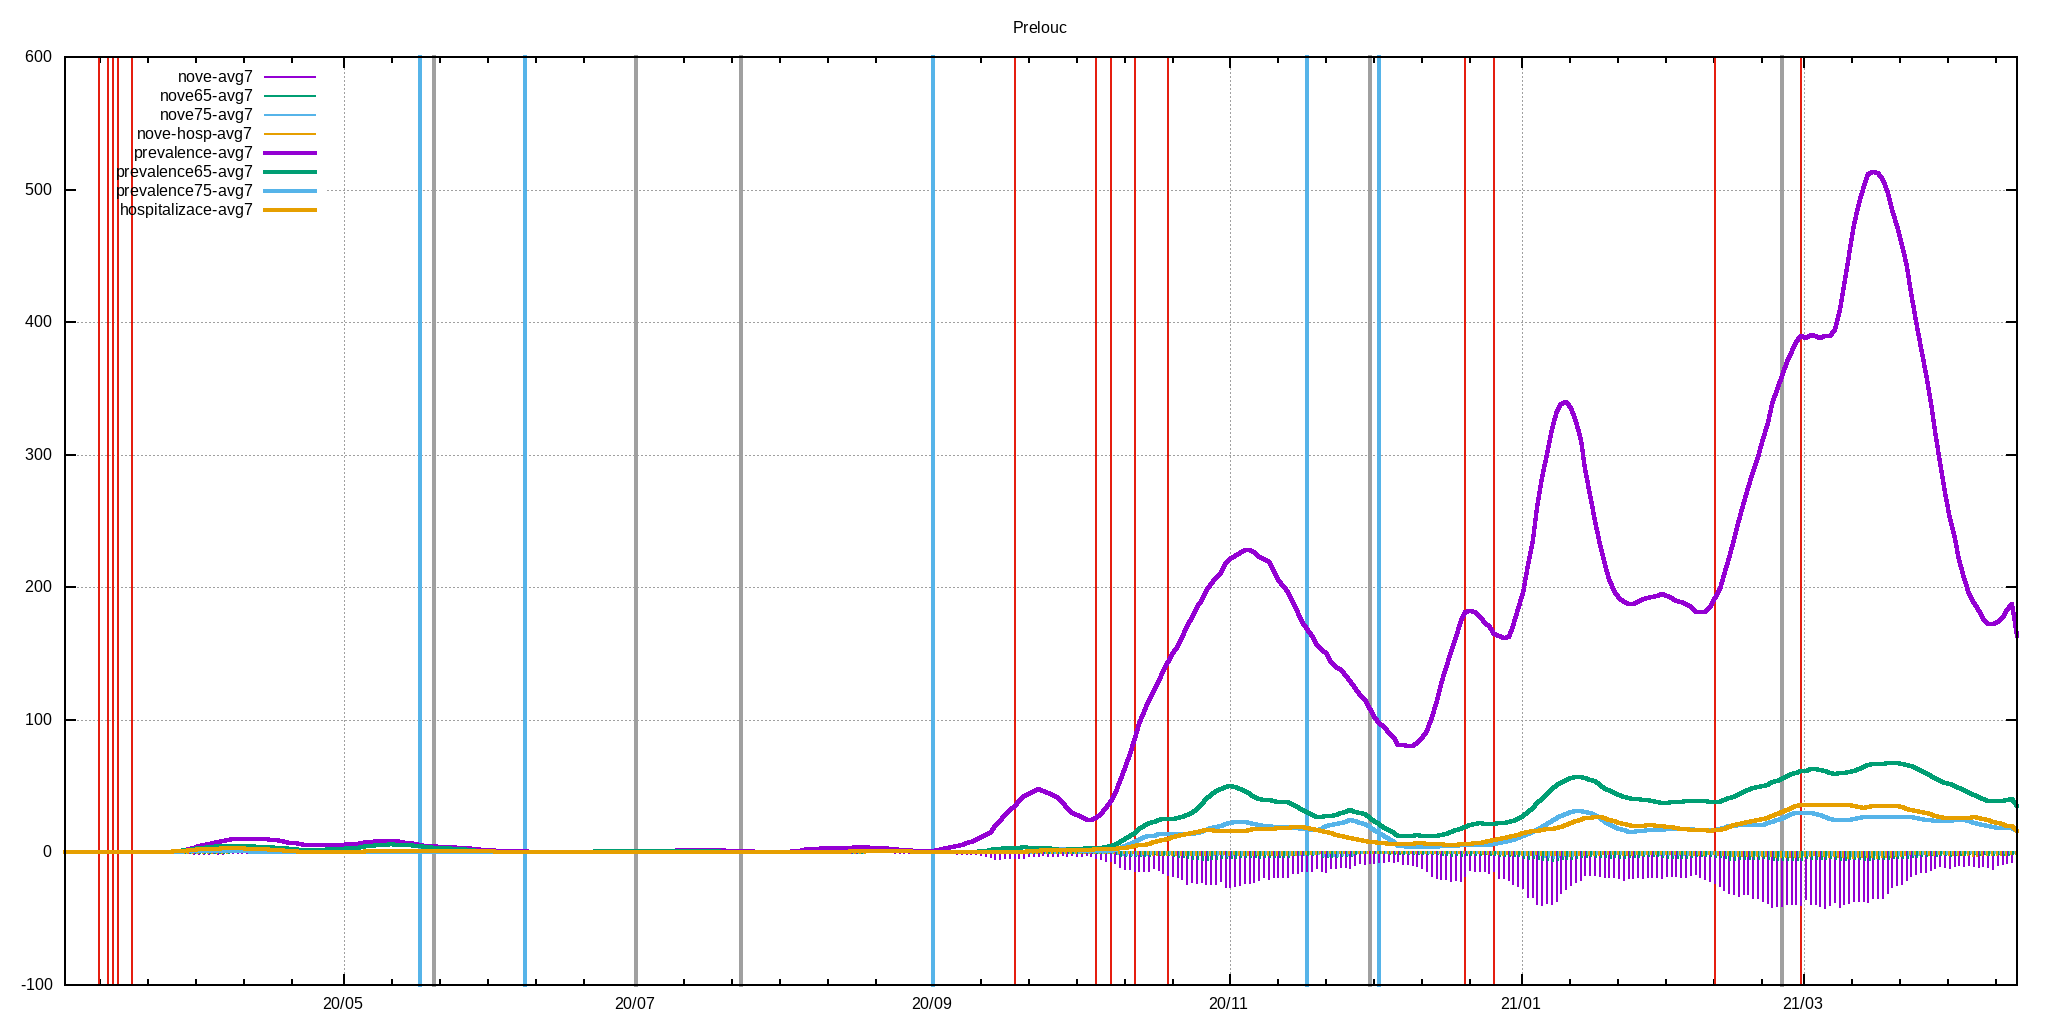 Prelouc
600
500
400
300
200
100
0
-100
nove-avg7
nove65-avg7
nove75-avg7
nove-hosp-avg7
prevalence-avg7
prevalence65-avg7
prevalence75-avg7
hospitalizace-avg7
20/05 20/07 20/09 20/11 21/01 21/03